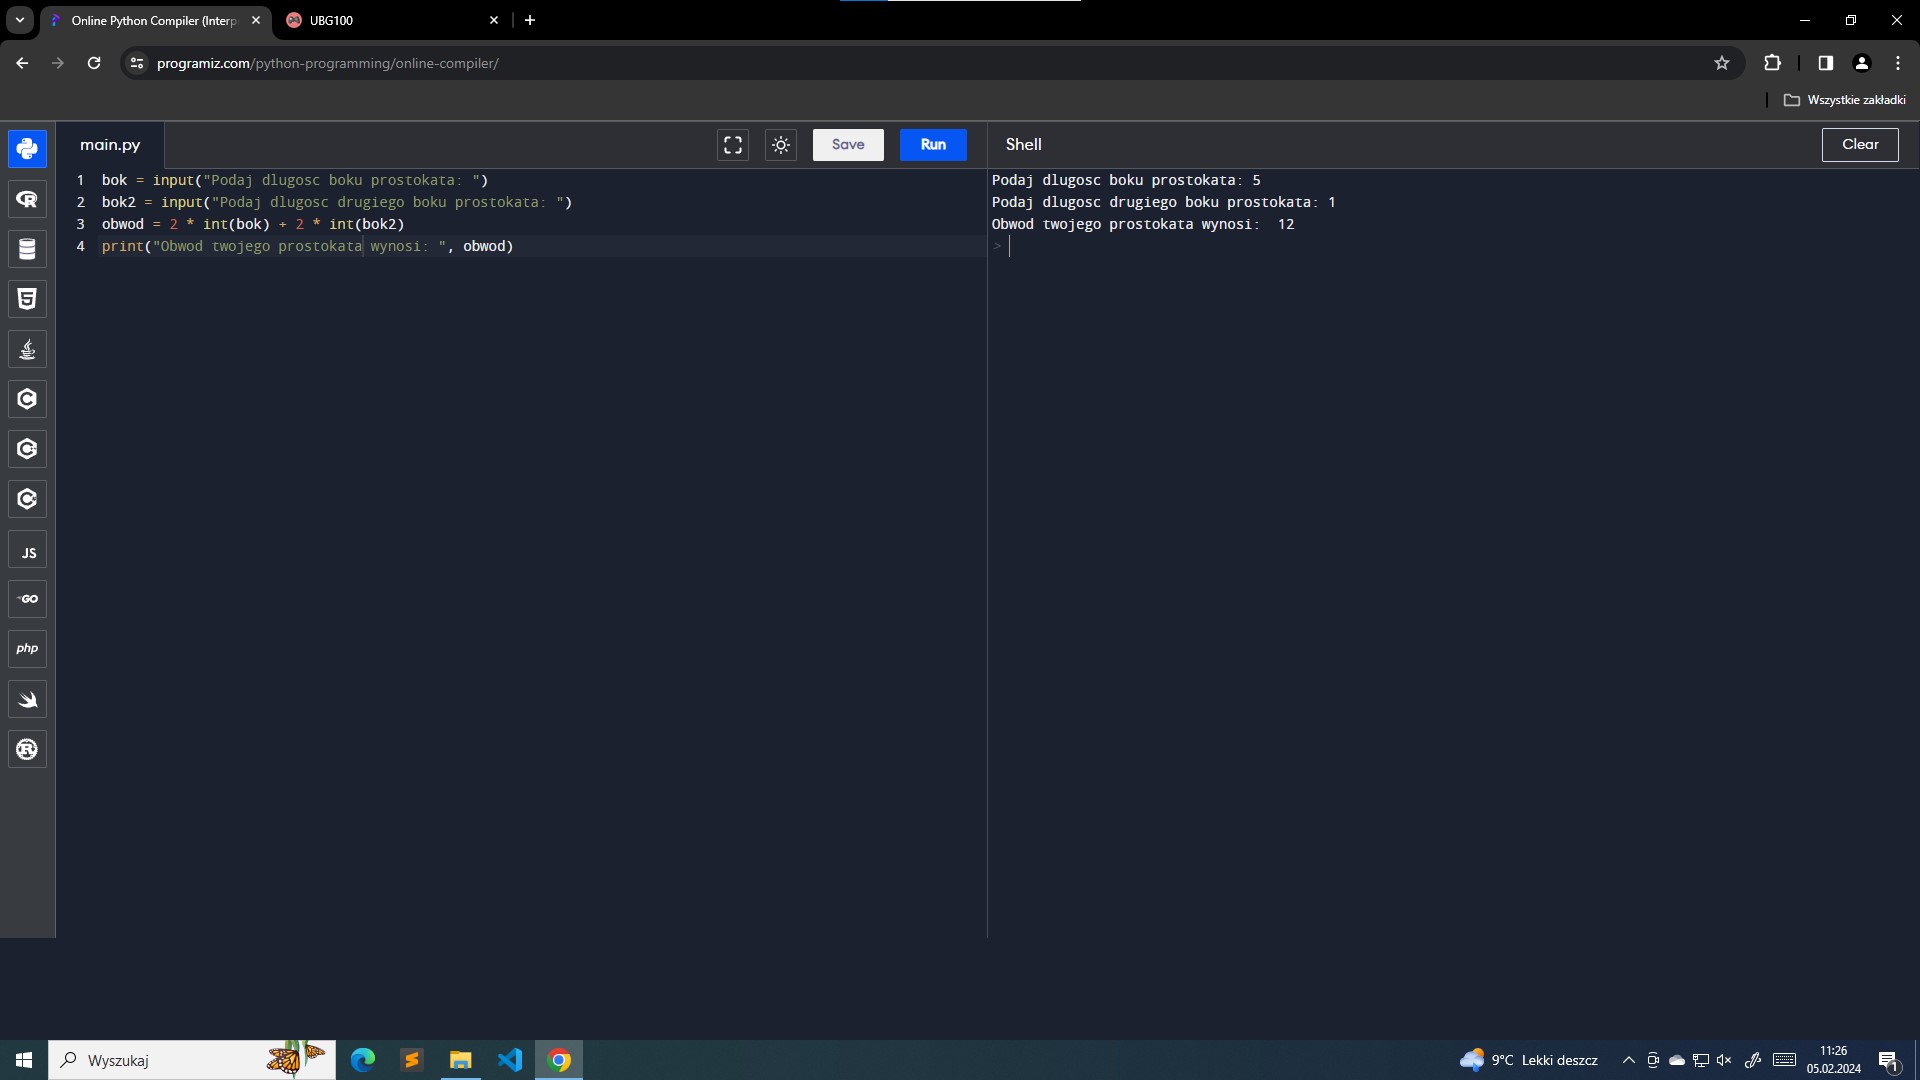 Online Python Compiler (Interp
UBG100
programiz.com/python-programming/online-compiler/
Wszystkie zakładki
main.py
Save
Run
Shell
Clear
1 bok = input("Podaj dlugosc boku prostokata: ")
2 bok2 = input("Podaj dlugosc drugiego boku prostokata: ")
3 obwod = 2 * int(bok) + 2 * int(bok2)
4 print("Obwod twojego prostokata wynosi: ", obwod)
Podaj dlugosc boku prostokata: 5
Podaj dlugosc drugiego boku prostokata: 1
Obwod twojego prostokata wynosi:  12
>
JS
GO
php
Wyszukaj
9°C Lekki deszcz
11:26
05.02.2024
1